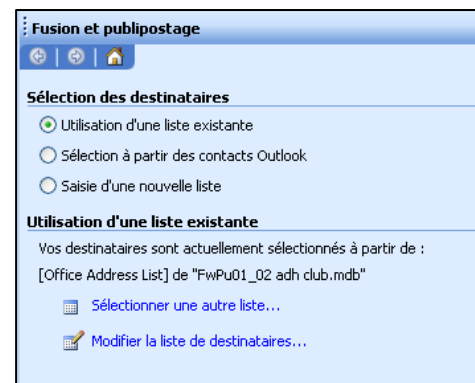 Fusion et publipostage
Sélection des destinataires
Utilisation d'une liste existante
Sélection à partir des contacts Outlook
Saisie d'une nouvelle liste
Utilisation d'une liste existante
Vos destinataires sont actuellement sélectionnés à partir de :
[Office Address List] de "FwPu01_02 adh club.mdb"
Sélectionner une autre liste...
Modifier la liste de destinataires...